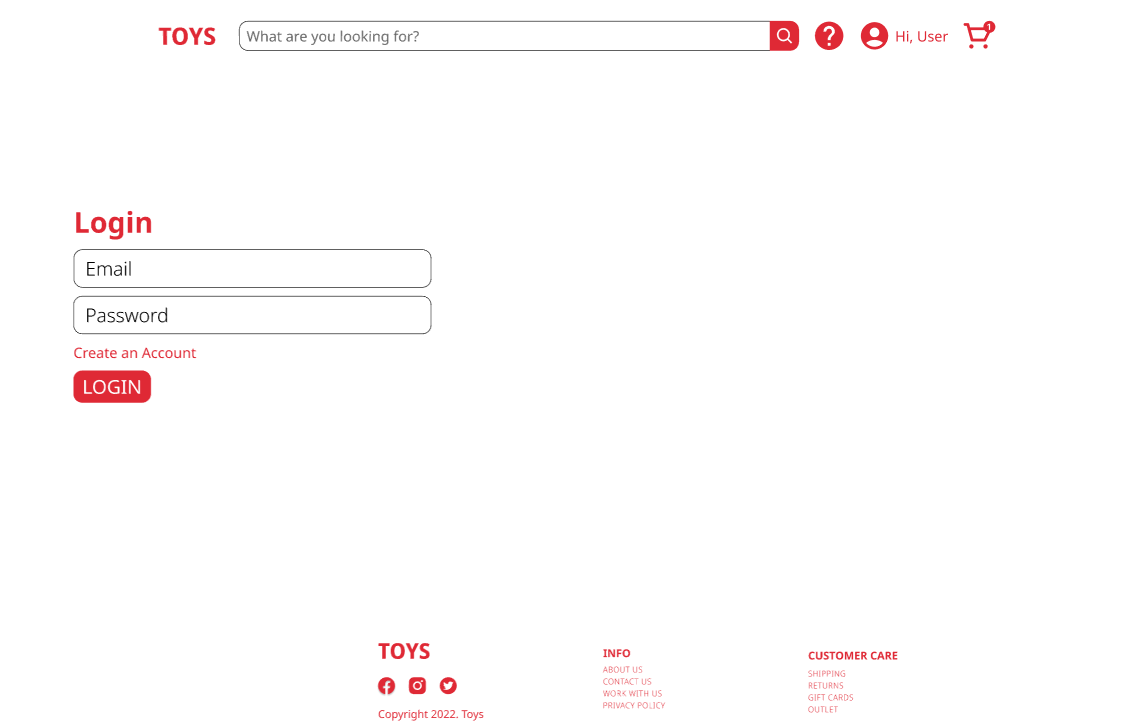 TOYS
What are you looking for?
Hi, User
1
Login
Email
Password
Create an Account
LOGIN
TOYS
Copyright 2022. Toys
INFO
ABOUT US
CONTACT US
WORK WITH US
PRIVACY POLICY
CUSTOMER CARE
SHIPPING
RETURNS
GIFT CARDS
OUTLET